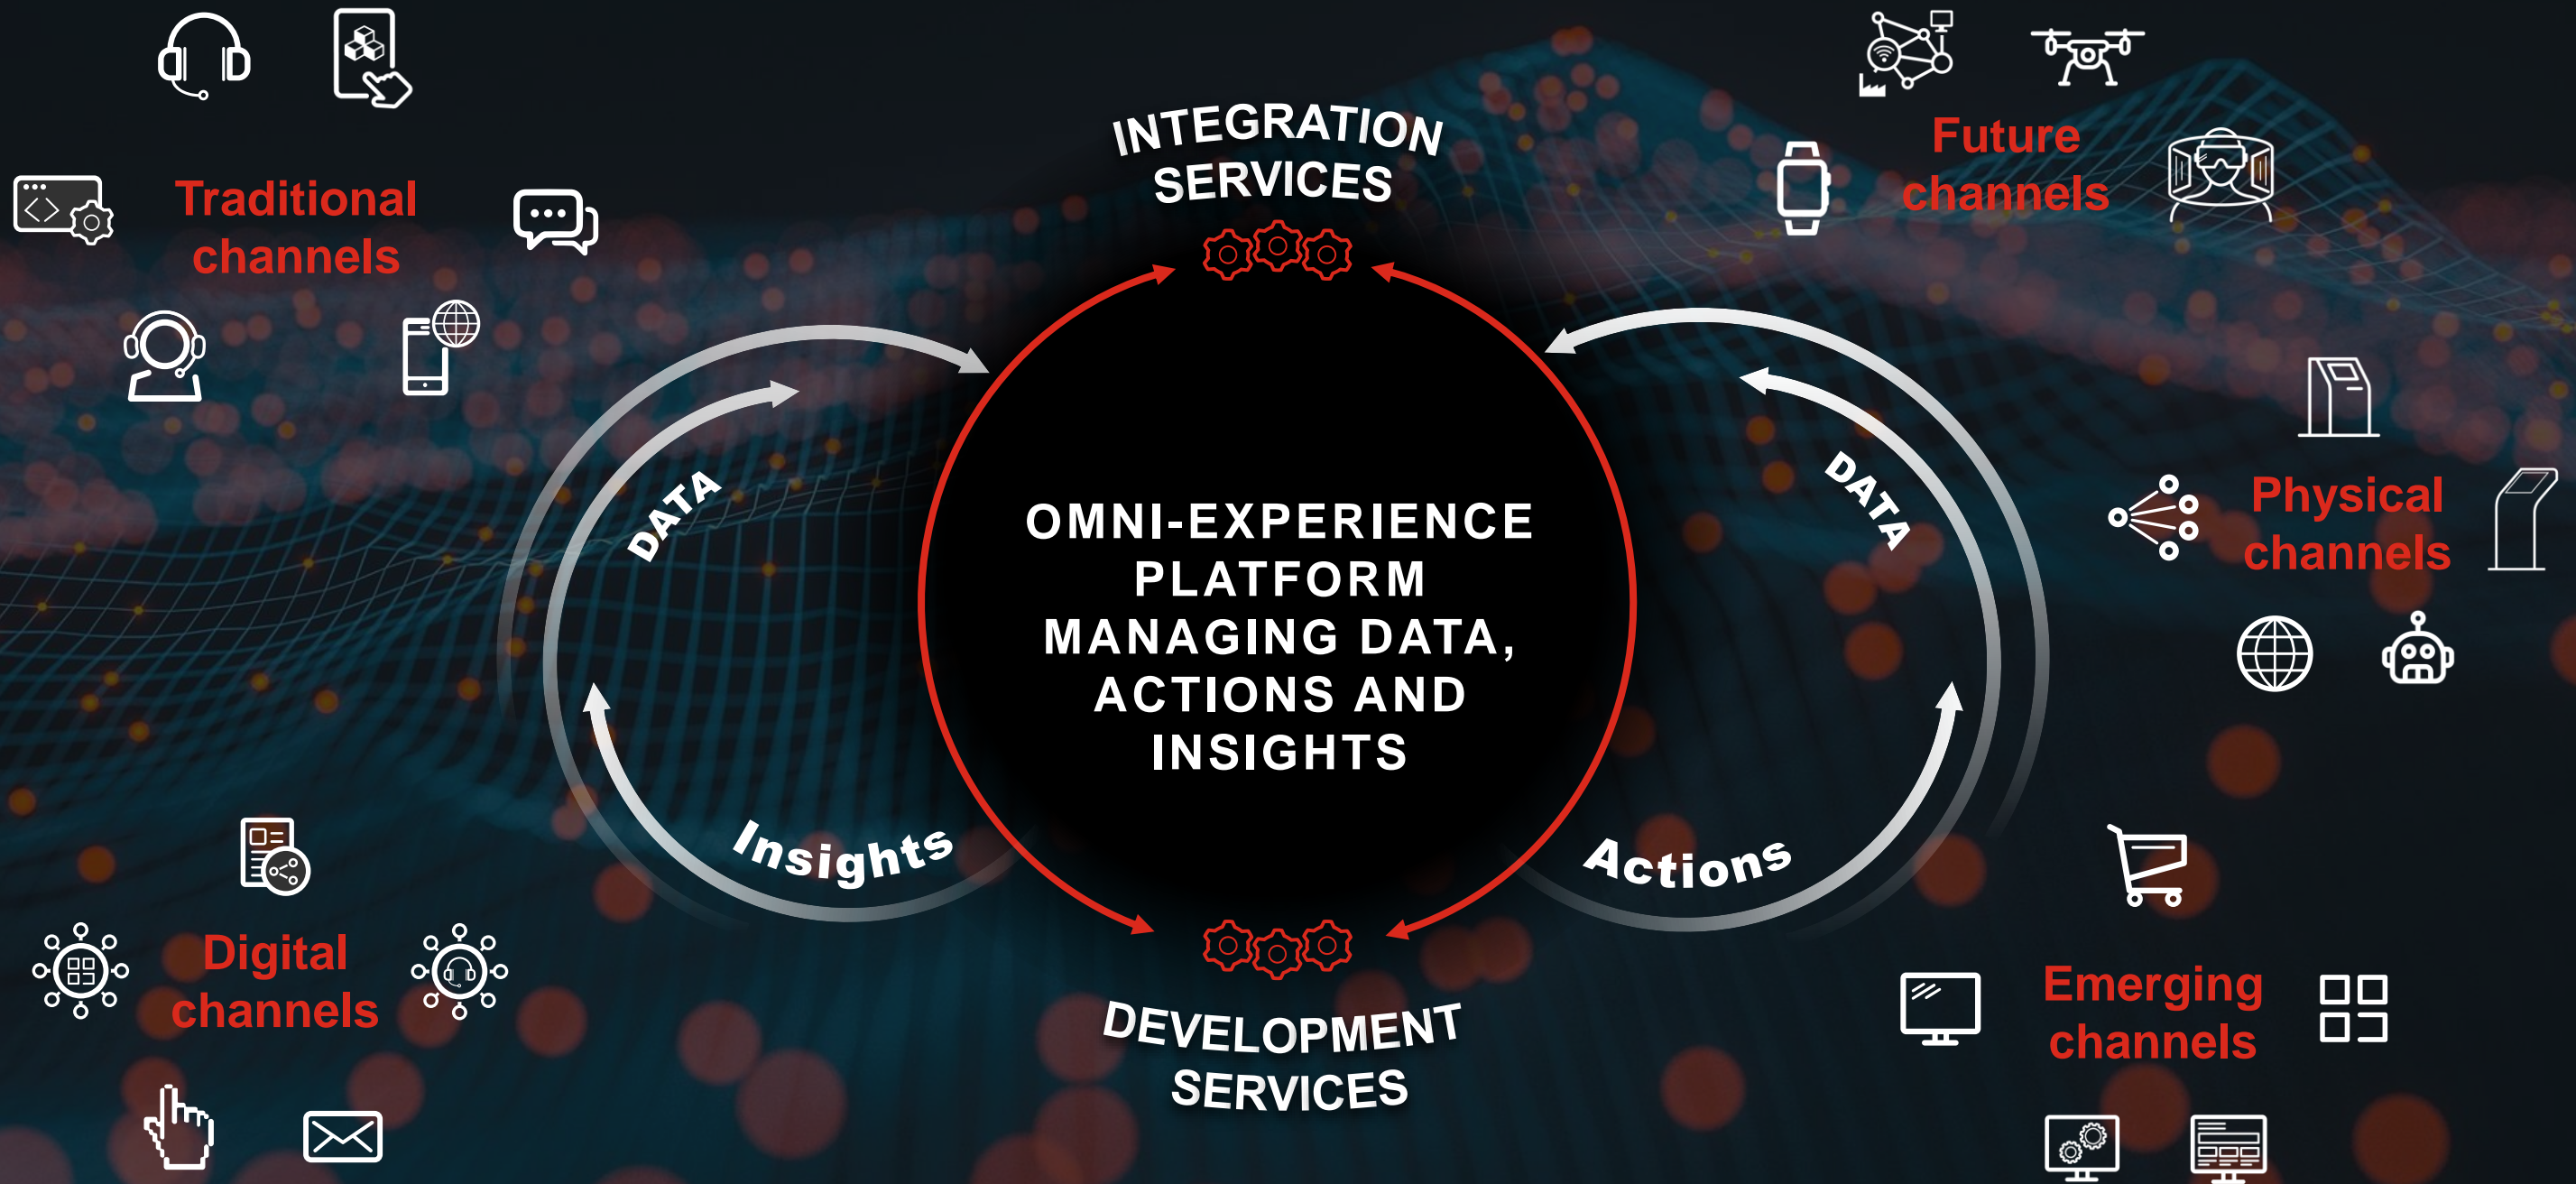 INTEGRATION
SERVICES
Traditional
channels
Future
channels
DATA
DATA
Physical
channels
OMNI-EXPERIENCE
PLATFORM
MANAGING DATA,
ACTIONS AND
INSIGHTS
Insights
Actions
Digital
channels
Emerging
channels
DEVELOPMENT
SERVICES